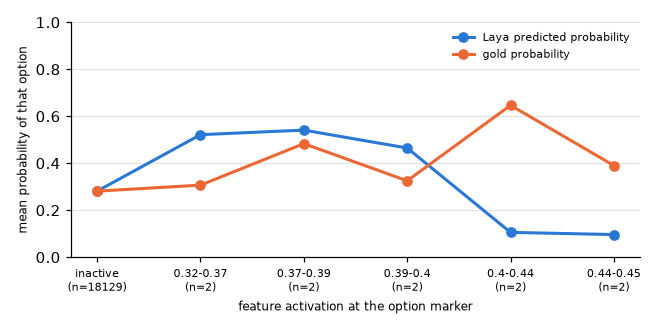 1.0
0.8
0.6
0.4
0.2
0.0
mean probability of that option
Laya predicted probability
gold probability
inactive
(n=18129)
0.32-0.37
(n=2)
0.37-0.39
(n=2)
0.39-0.4
(n=2)
0.4-0.44
(n=2)
0.44-0.45
(n=2)
feature activation at the option marker